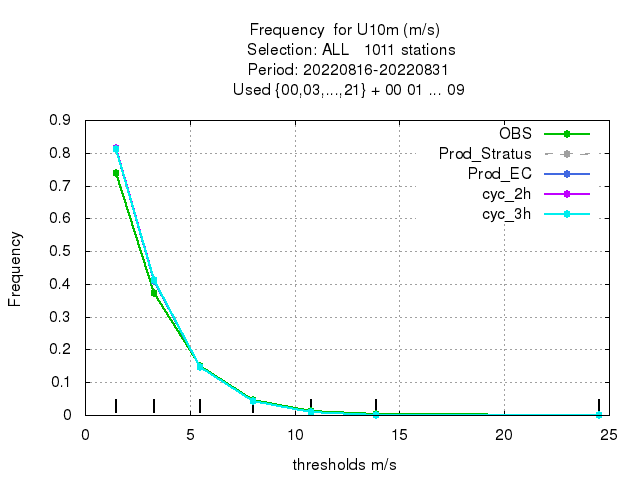 Frequency  for U10m (m/s)
Selection: ALL   1011 stations
Period: 20220816-20220831
Used {00,03,...,21} + 00 01 ... 09
0.9
0.8
0.7
0.6
0.5
0.4
0.3
0.2
0.1
0
Frequency
OBS
Prod_Stratus
Prod_EC
cyc_2h
cyc_3h
0 5 10 15 20 25
thresholds m/s